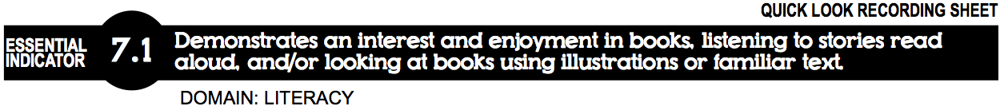 QUICK LOOK RECORDING SHEET
ESSENTIAL
INDICATOR
7.1
Demonstrates an interest and enjoyment in books, listening to stories read
aloud, and/or looking at books using illustrations or familiar text.
DOMAIN: LITERACY